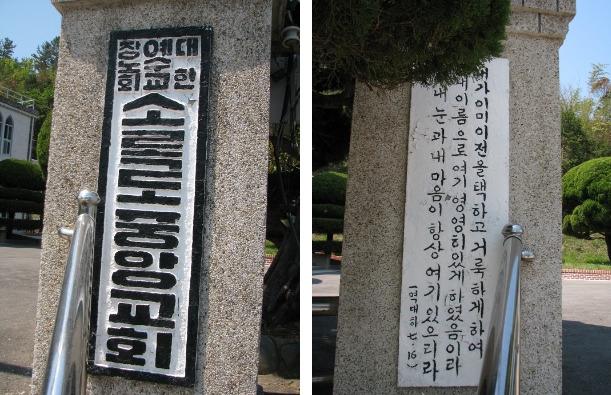 대한
예수교
장로회
소록도중앙교회
내가 이미 이 전을 택하고 거룩하게 하여
내 이름으로 여기 영영히 있게 하였음이라
내 눈과 내 마음이 항상 여기 있으리라
(역대하 七·16)